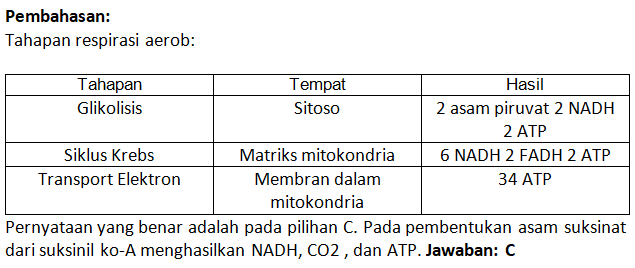 Pembahasan:
Tahapan respirasi aerob:
Tahapan Tempat Hasil
Glikolisis Sitoso 2 asam piruvat 2 NADH
2 ATP
Siklus Krebs Matriks mitokondria 6 NADH 2 FADH 2 ATP
Transport Elektron Membran dalam 34 ATP
mitokondria
Pernyataan yang benar adalah pada pilihan C. Pada pembentukan asam suksinat
dari suksinil ko-A menghasilkan NADH, CO2 , dan ATP. Jawaban: C